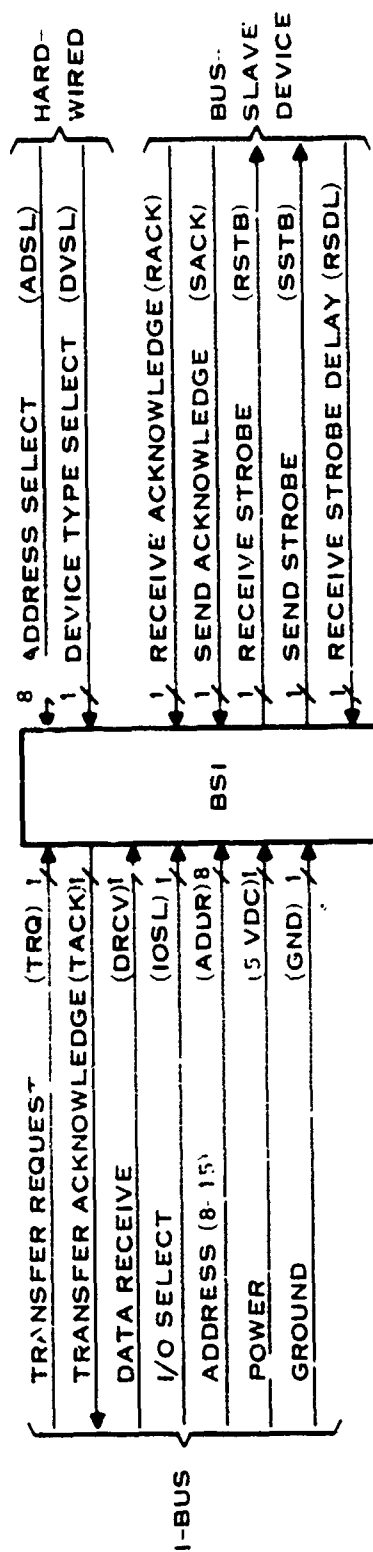 I-BUS
TRANSFER REQUEST (TRQ) 1
TRANSFER ACKNOWLEDGE (TACK) 1
DATA RECEIVE (DRCV) 1
I/O SELECT (IOSL) 1
ADDRESS (8-15) (ADDR) 8
POWER (5 VDC) 1
GROUND (GND) 1
BSI
8 ADDRESS SELECT (ADSL)
1 DEVICE TYPE SELECT (DVSL)
HARD-
WIRED
1 RECEIVE ACKNOWLEDGE (RACK)
1 SEND ACKNOWLEDGE (SACK)
1 RECEIVE STROBE (RSTB)
1 SEND STROBE (SSTB)
1 RECEIVE STROBE DELAY (RSDL)
BUS-
SLAVE
DEVICE